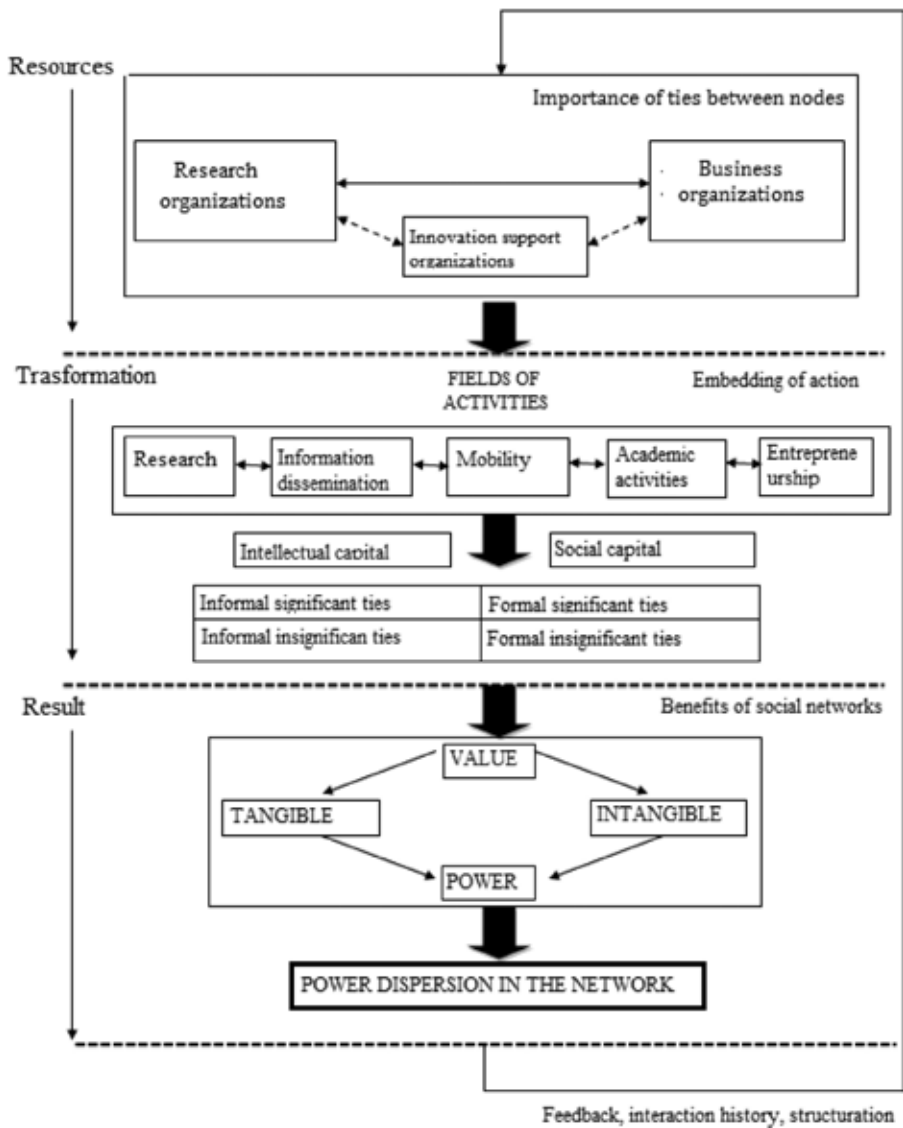 Resources
Importance of ties between nodes
Research
organizations
Business
organizations
Innovation support
organizations
Trasformation
FIELDS OF
ACTIVITIES
Embedding of action
Research
Information
dissemination
Mobility
Academic
activities
Entreprene
urship
Intellectual capital
Social capital
Informal significant ties
Formal significant ties
Informal insignifican ties
Formal insignificant ties
Result
Benefits of social networks
VALUE
TANGIBLE
INTANGIBLE
POWER
POWER DISPERSION IN THE NETWORK
Feedback, interaction history, structuration